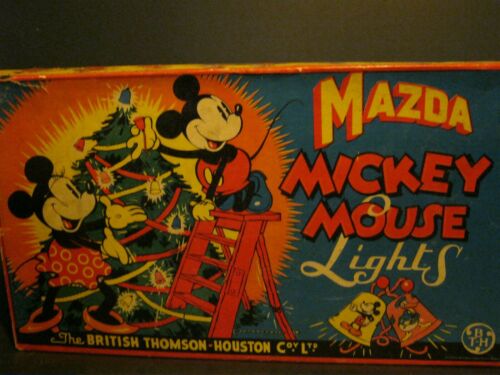 MAZDA
MICKEY
MOUSE
Lights
The BRITISH THOMSON-HOUSTON COY. LTD
BTH